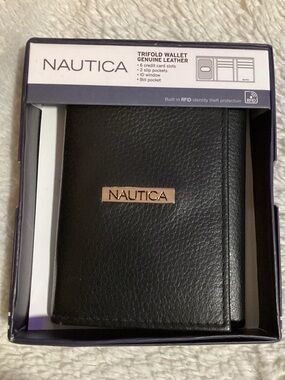 NAUTICA
TRIFOLD WALLET
GENUINE LEATHER
• 6 credit card slots
• 2 slip pockets
• ID window
• Bill pocket
Built in RFID identity theft protection
RFID
NAUTICA